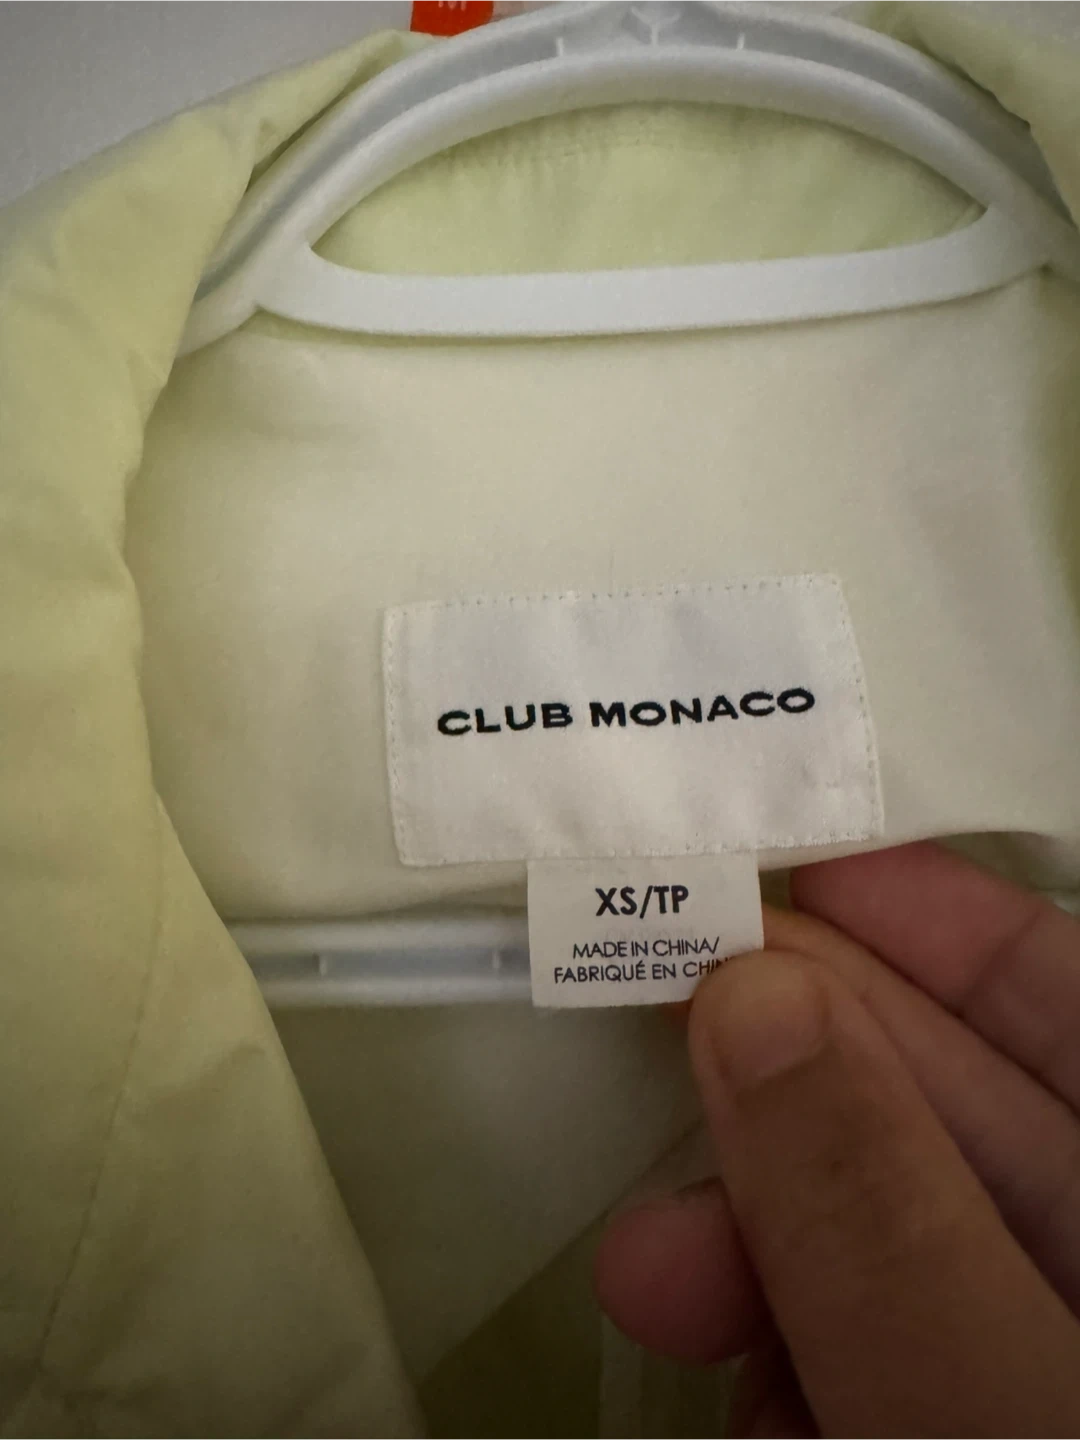 M
CLUB MONACO
XS/TP
MADE IN CHINA/
FABRIQUÉ EN CHIN